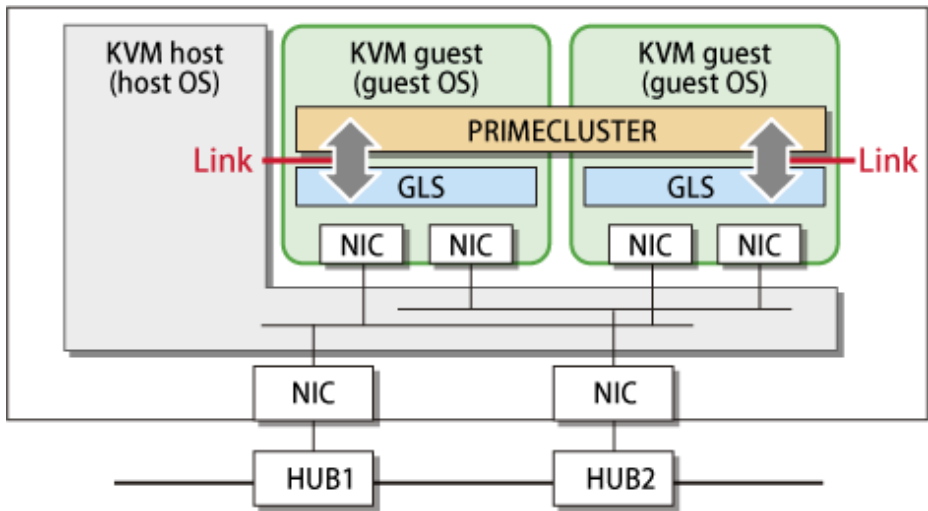 KVM host
(host OS)
KVM guest
(guest OS)
KVM guest
(guest OS)
PRIMECLUSTER
Link
Link
GLS
GLS
NIC
NIC
NIC
NIC
NIC
NIC
HUB1
HUB2